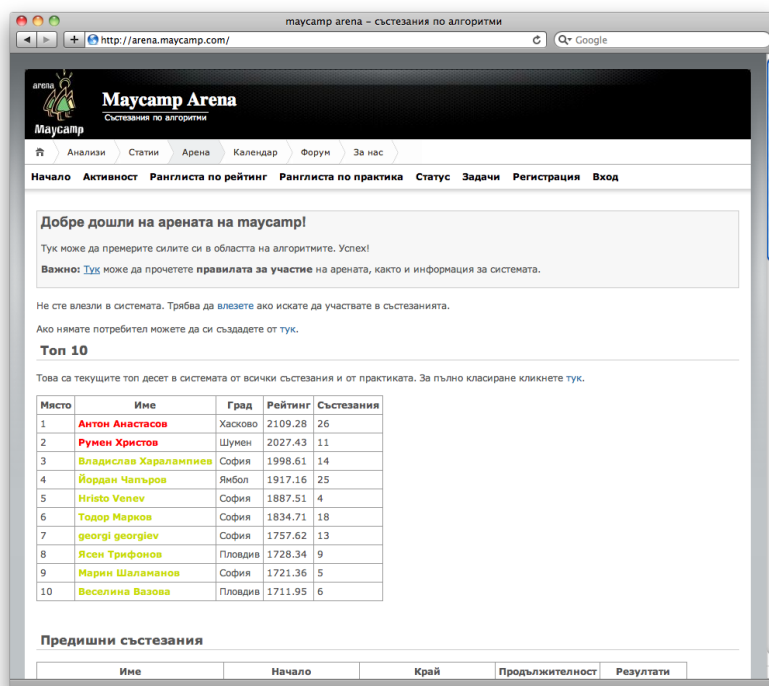 maycamp arena – състезания по алгоритми
http://arena.maycamp.com/
Google
arena
Maycamp
Maycamp Arena
Състезания по алгоритми
Анализи Статии Арена Календар Форум За нас
Начало Активност Ранглиста по рейтинг Ранглиста по практика Статус Задачи Регистрация Вход
Добре дошли на арената на maycamp!
Тук може да премерите силите си в областта на алгоритмите. Успех!
Важно: Тук може да прочетете правилата за участие на арената, както и информация за системата.
Не сте влезли в системата. Трябва да влезете ако искате да участвате в състезанията.
Ако нямате потребител можете да си създадете от тук.
Топ 10
Това са текущите топ десет в системата от всички състезания и от практиката. За пълно класиране кликнете тук.
Място Име Град Рейтинг Състезания
1 Антон Анастасов Хасково 2109.28 26
2 Румен Христов Шумен 2027.43 11
3 Владислав Харалампиев София 1998.61 14
4 Йордан Чапъров Ямбол 1917.16 25
5 Hristo Venev София 1887.51 4
6 Тодор Марков София 1834.71 18
7 georgi georgiev София 1757.62 13
8 Ясен Трифонов Пловдив 1728.34 9
9 Марин Шаламанов София 1721.36 5
10 Веселина Вазова Пловдив 1711.95 6
Предишни състезания
Име Начало Край Продължителност Резултати